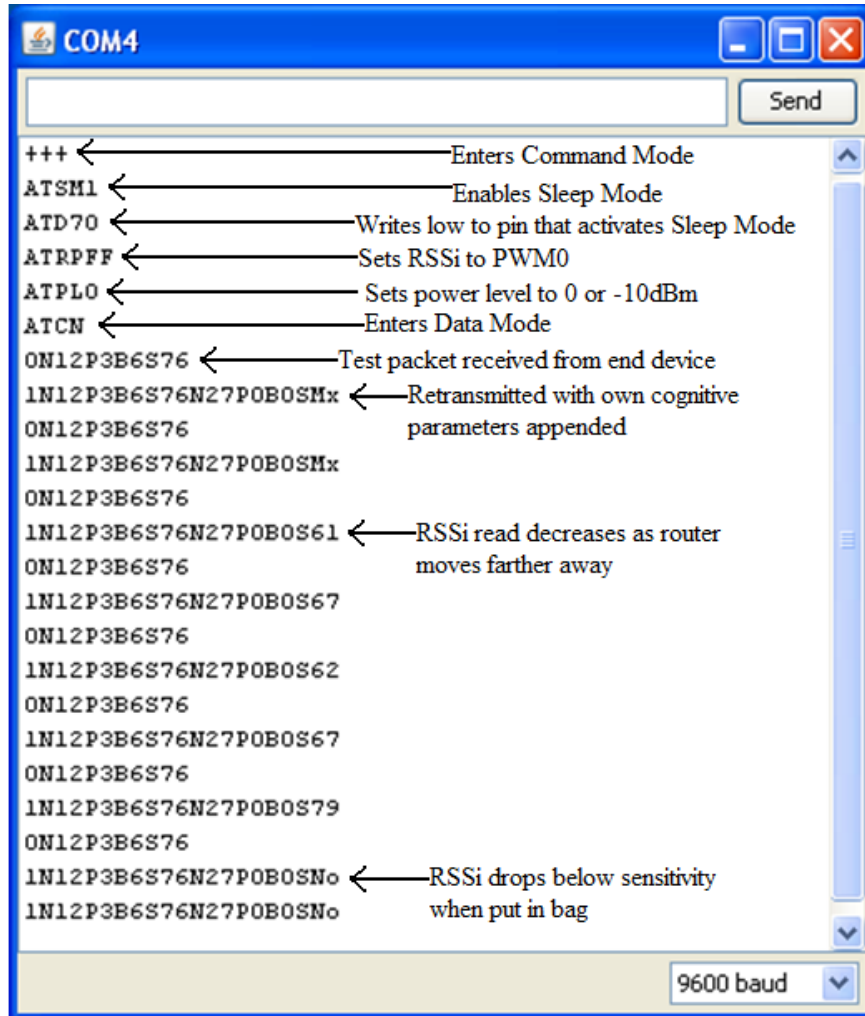 COM4
Send
+++ Enters Command Mode
ATSM1 Enables Sleep Mode
ATD70 Writes low to pin that activates Sleep Mode
ATRPFF Sets RSSi to PWM0
ATPL0 Sets power level to 0 or -10dBm
ATCN Enters Data Mode
0N12P3B6S76 Test packet received from end device
1N12P3B6S76N27P0B0SMx Retransmitted with own cognitive
0N12P3B6S76 parameters appended
1N12P3B6S76N27P0B0SMx
0N12P3B6S76
1N12P3B6S76N27P0B0S61 RSSi read decreases as router
0N12P3B6S76 moves farther away
1N12P3B6S76N27P0B0S67
0N12P3B6S76
1N12P3B6S76N27P0B0S62
0N12P3B6S76
1N12P3B6S76N27P0B0S67
0N12P3B6S76
1N12P3B6S76N27P0B0S79
0N12P3B6S76
1N12P3B6S76N27P0B0SNo RSSi drops below sensitivity
1N12P3B6S76N27P0B0SNo when put in bag
9600 baud